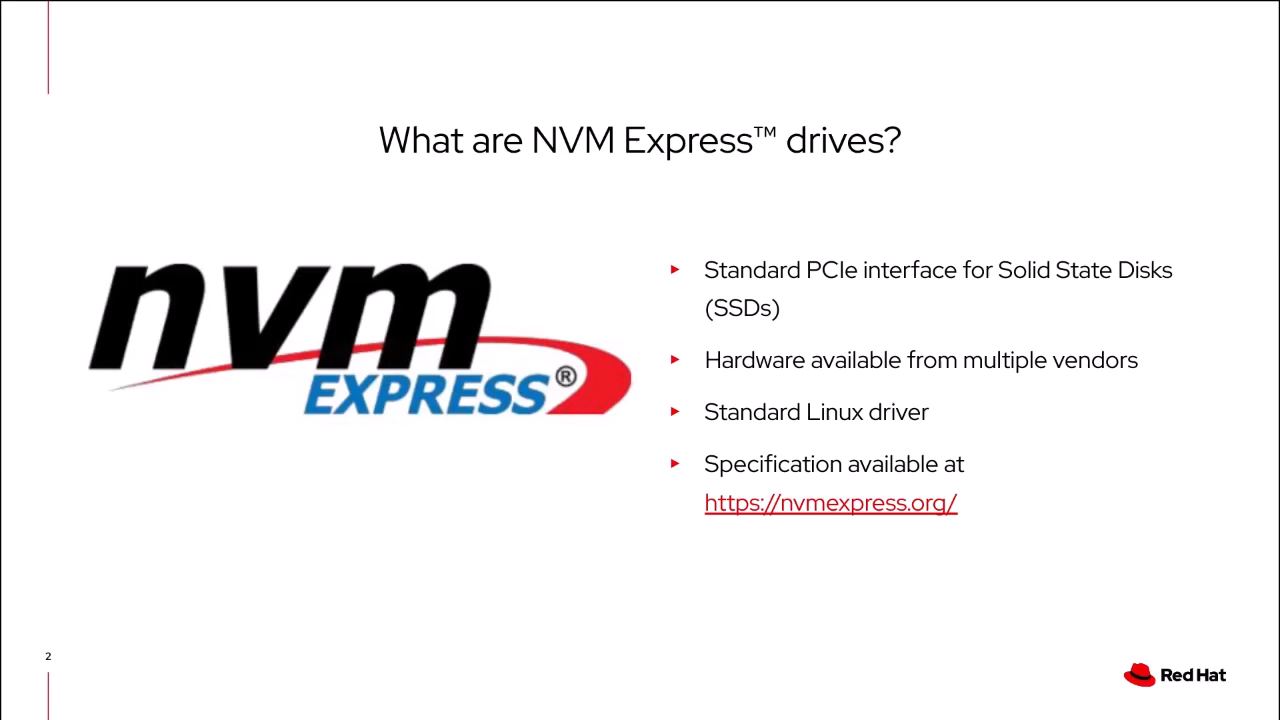 What are NVM Express™ drives?
nvm
EXPRESS®
▸ Standard PCIe interface for Solid State Disks
(SSDs)
▸ Hardware available from multiple vendors
▸ Standard Linux driver
▸ Specification available at
https://nvmexpress.org/
2
Red Hat